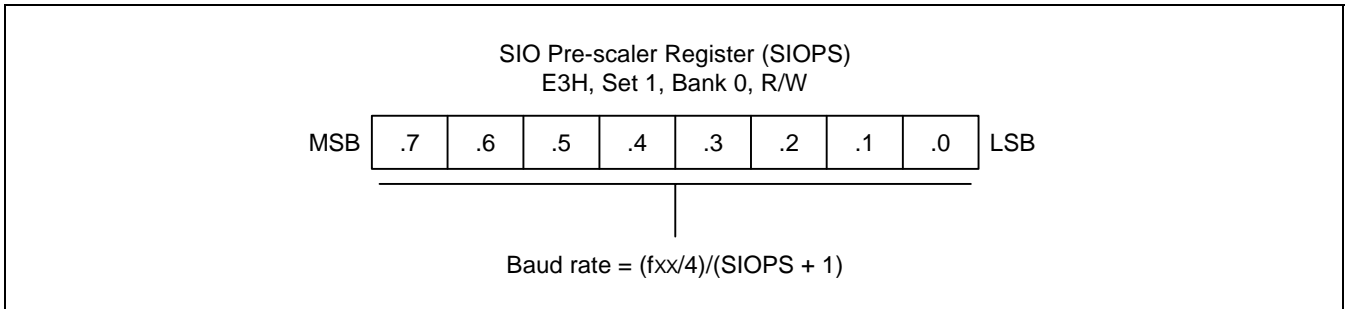 SIO Pre-scaler Register (SIOPS)
E3H, Set 1, Bank 0, R/W
MSB .7 .6 .5 .4 .3 .2 .1 .0 LSB
Baud rate = (fxx/4)/(SIOPS + 1)